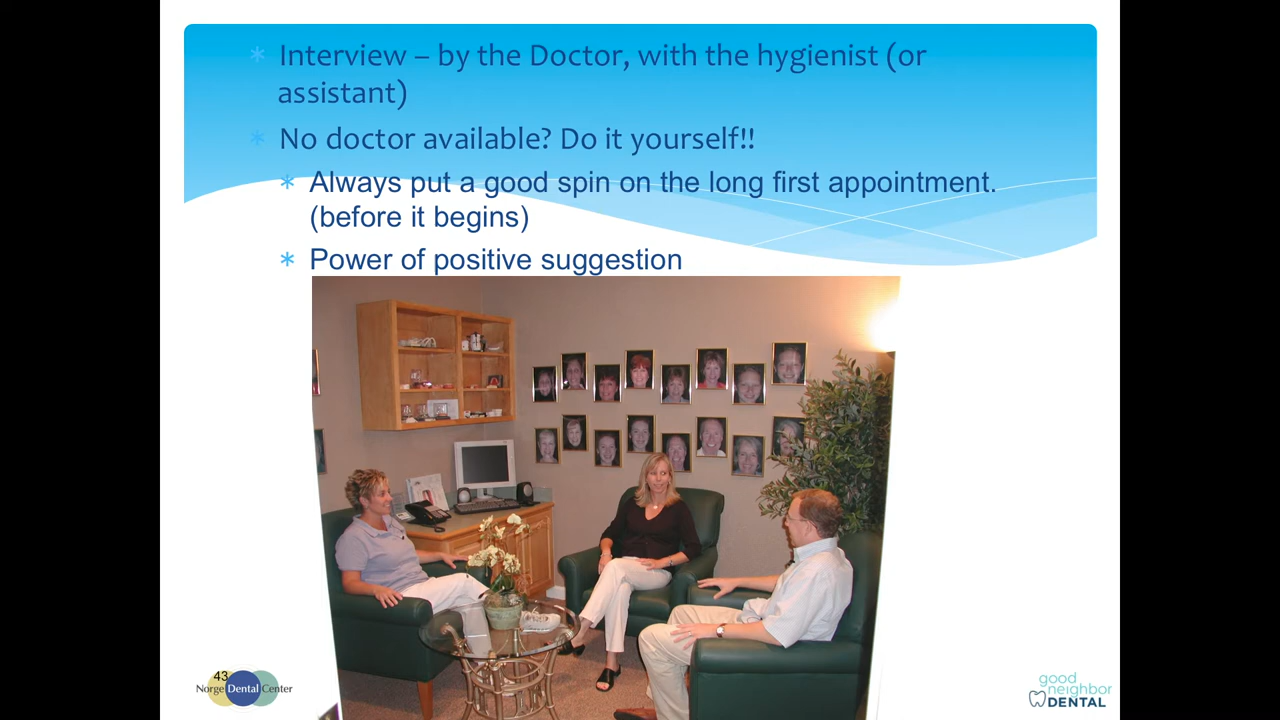 Interview – by the Doctor, with the hygienist (or
assistant)
No doctor available? Do it yourself!!
Always put a good spin on the long first appointment.
(before it begins)
Power of positive suggestion
43
Norge Dental Center
good
neighbor
DENTAL